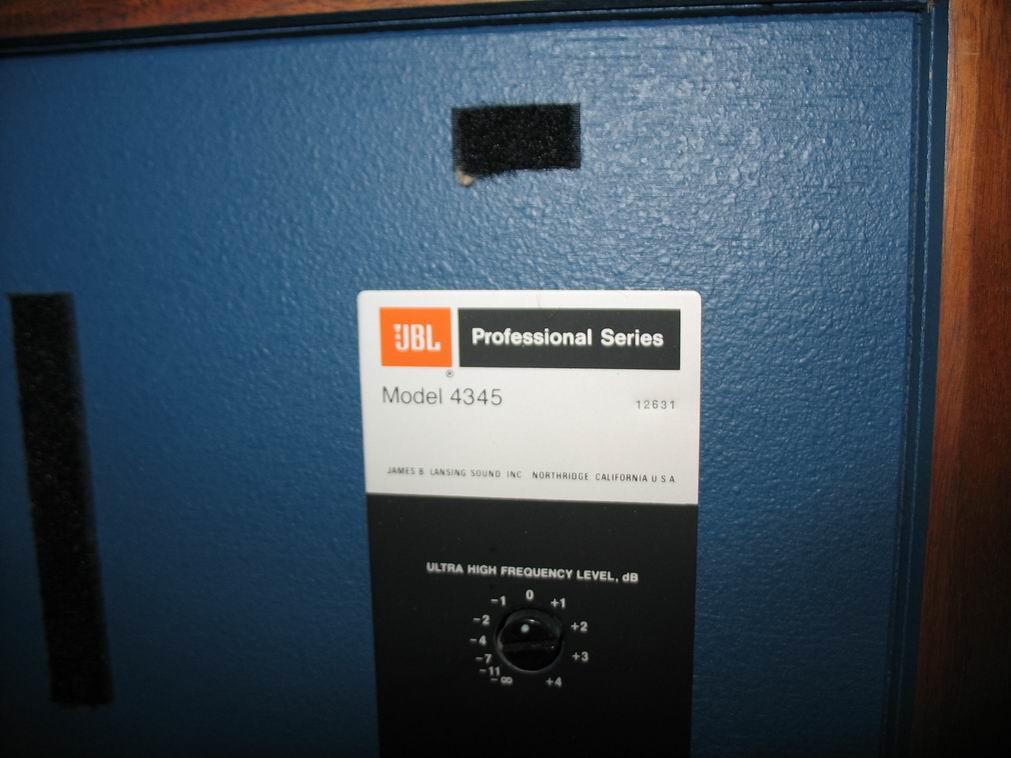 JBL Professional Series
®
Model 4345 12631
JAMES B. LANSING SOUND INC NORTHRIDGE CALIFORNIA U S A
ULTRA HIGH FREQUENCY LEVEL, dB
0
-1 +1
-2 +2
-4
-7 +3
-11
-∞ +4